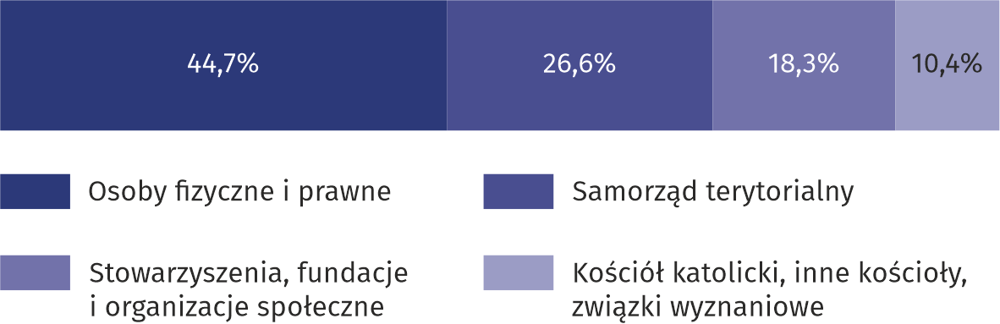 44,7% 26,6% 18,3% 10,4%
Osoby fizyczne i prawne
Samorząd terytorialny
Stowarzyszenia, fundacje
i organizacje społeczne
Kościół katolicki, inne kościoły,
związki wyznaniowe